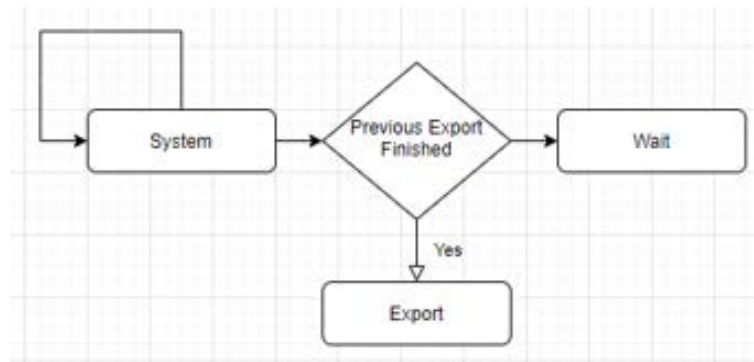 System
Previous Export
Finished
Wait
Yes
Export